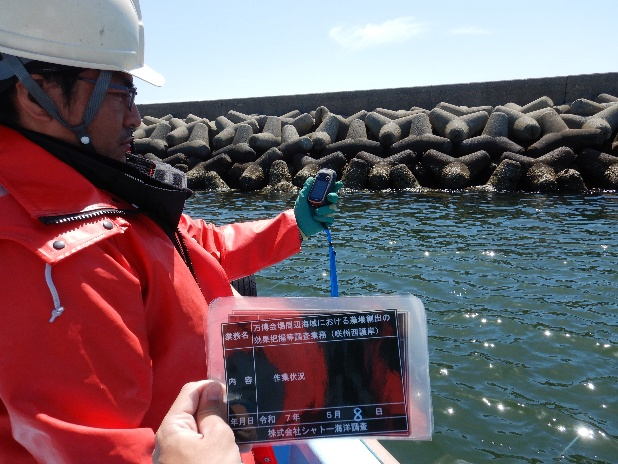 業務名 万博会場周辺海域における藻場創出の
効果把握等調査業務（咲州西護岸）
内容 作業状況
年月日 令和 7年 5月 8日
株式会社シャトー海洋調査